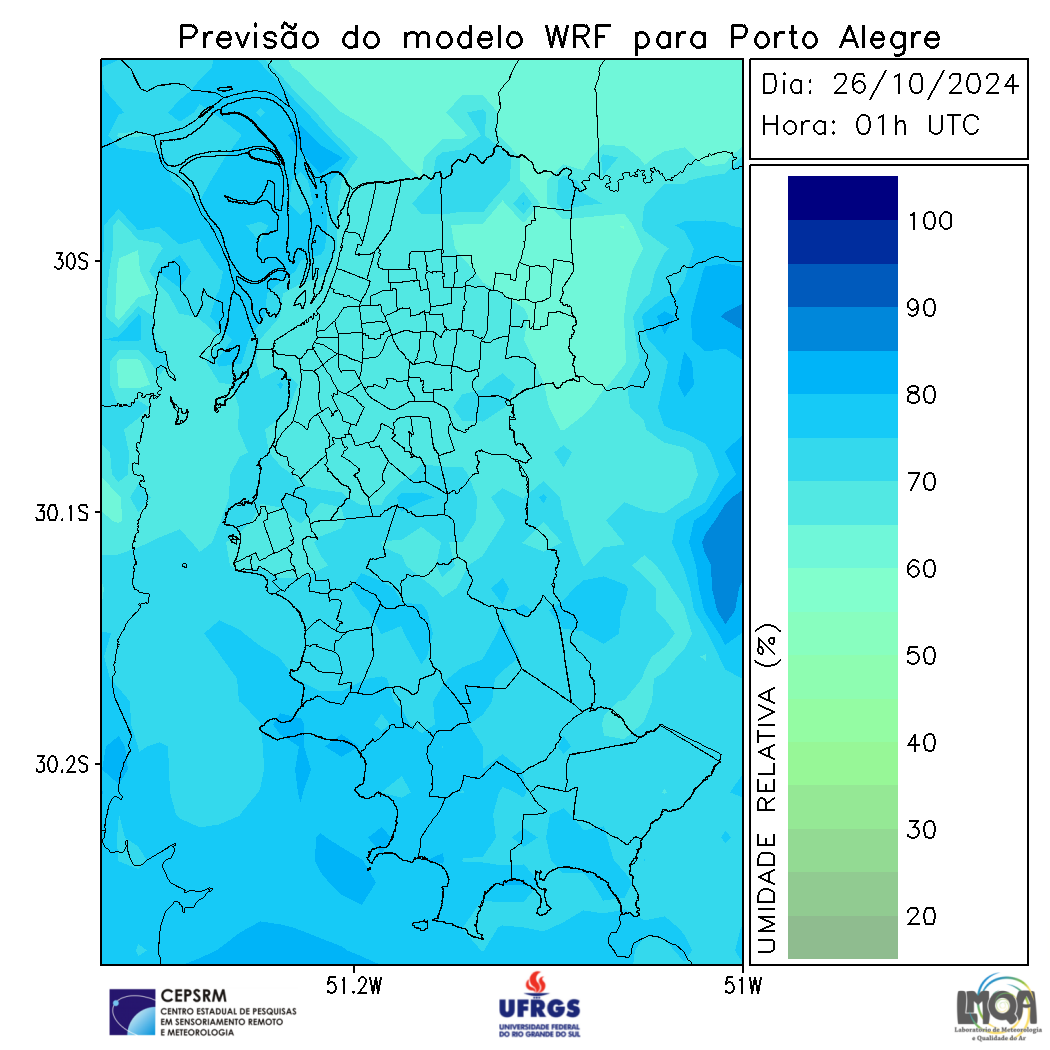 Previsão do modelo WRF para Porto Alegre
Dia: 26/10/2024
Hora: 01h UTC
30S
30.1S
30.2S
51.2W
51W
100
90
80
70
60
50
40
30
20
UMIDADE RELATIVA (%)
CEPSRM
CENTRO ESTADUAL DE PESQUISAS
EM SENSORIAMENTO REMOTO
E METEOROLOGIA
UFRGS
UNIVERSIDADE FEDERAL
DO RIO GRANDE DO SUL
LMQA
Laboratório de Meteorologia
e Qualidade do Ar